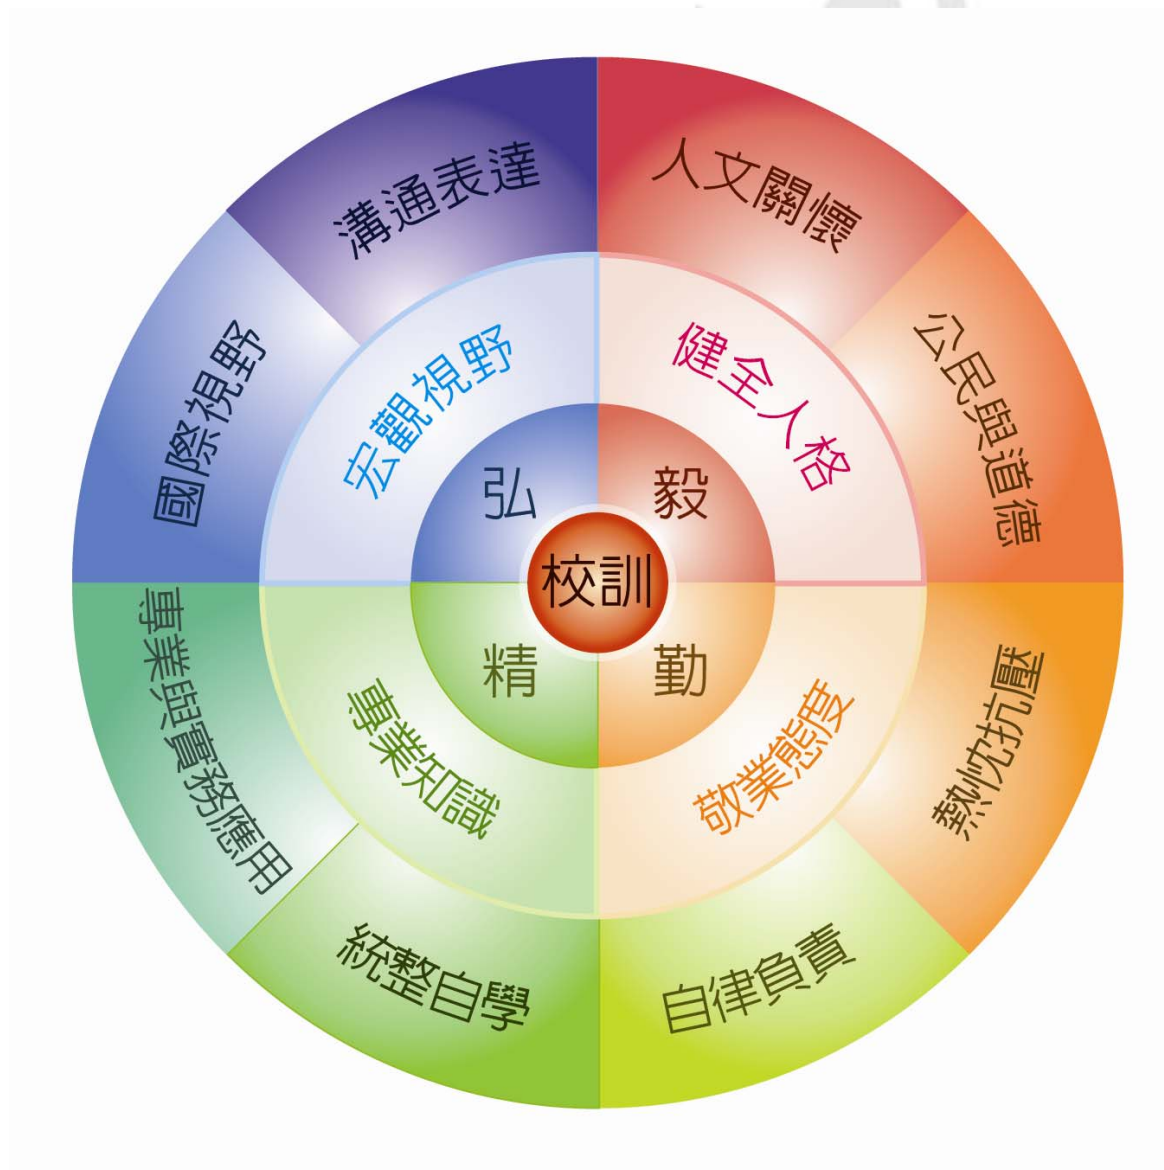 溝通表達
人文關懷
國際視野
宏觀視野
健全人格
公民與道德
弘
毅
校訓
精
勤
專業與實務應用
專業知識
敬業態度
熱忱抗壓
統整自學
自律負責